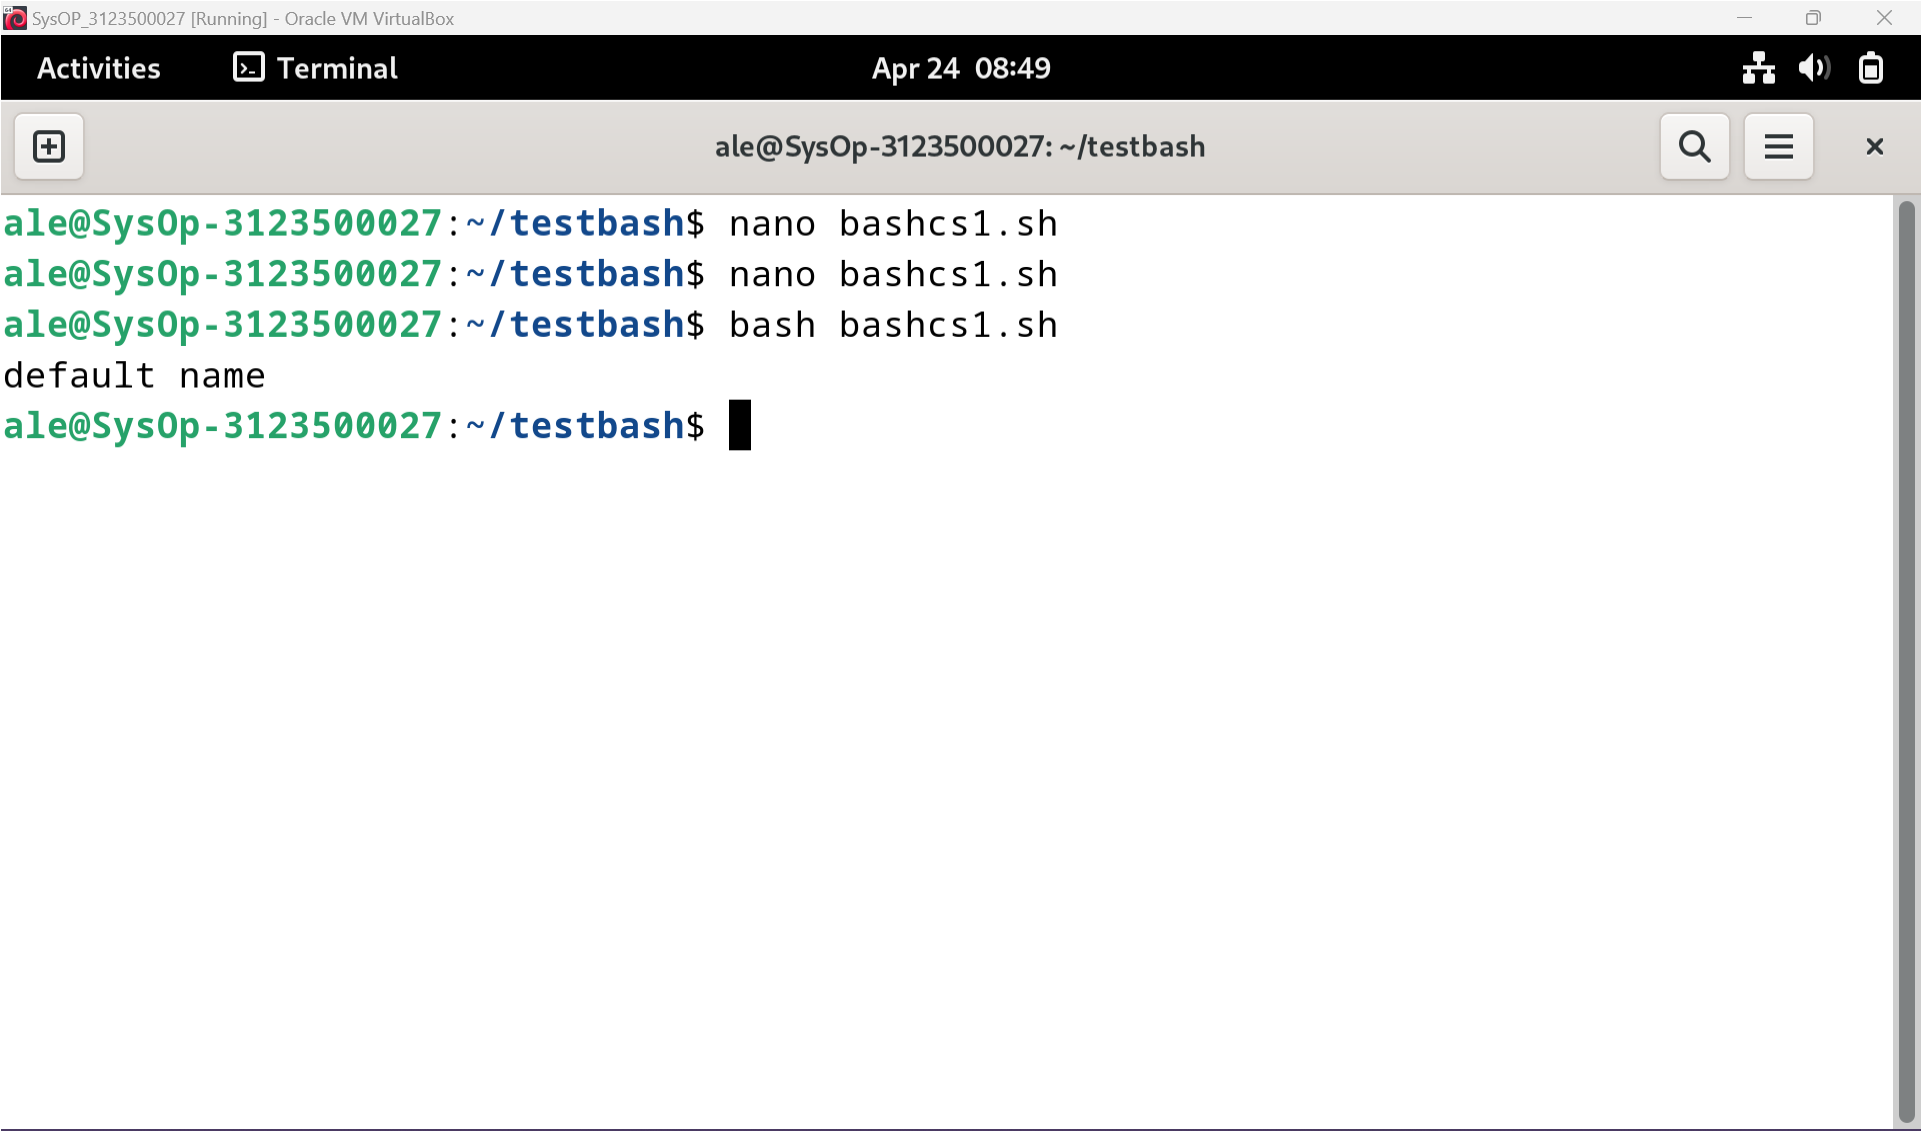 SysOP_3123500027 [Running] - Oracle VM VirtualBox
Activities Terminal Apr 24 08:49
ale@SysOp-3123500027: ~/testbash
ale@SysOp-3123500027:~/testbash$ nano bashcs1.sh
ale@SysOp-3123500027:~/testbash$ nano bashcs1.sh
ale@SysOp-3123500027:~/testbash$ bash bashcs1.sh
default name
ale@SysOp-3123500027:~/testbash$